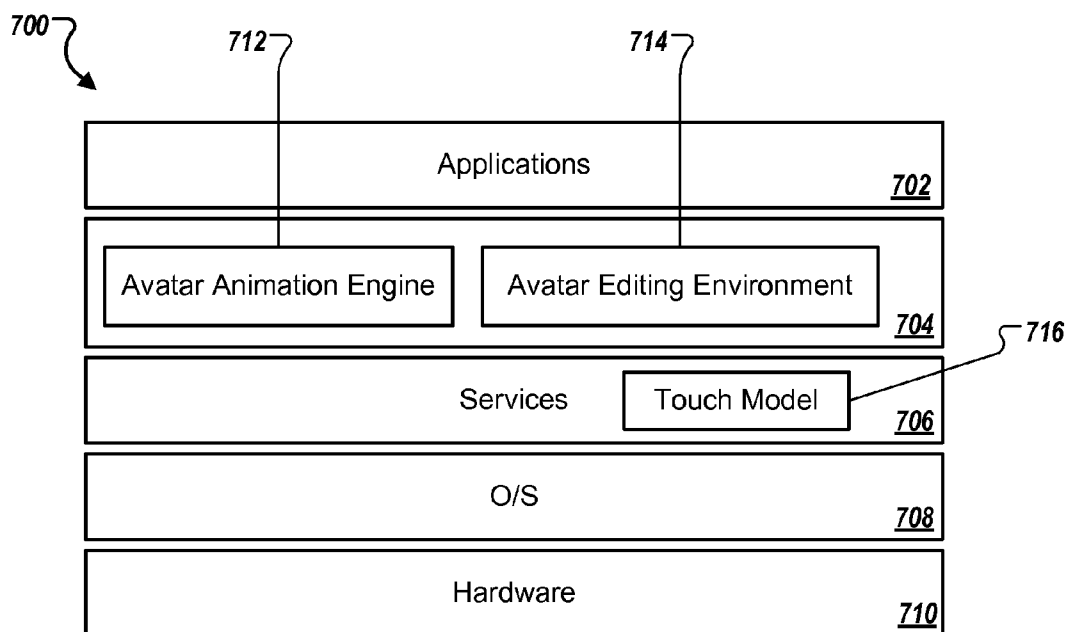 700
712
714
Applications
702
Avatar Animation Engine
Avatar Editing Environment
704
716
Services
Touch Model
706
O/S
708
Hardware
710